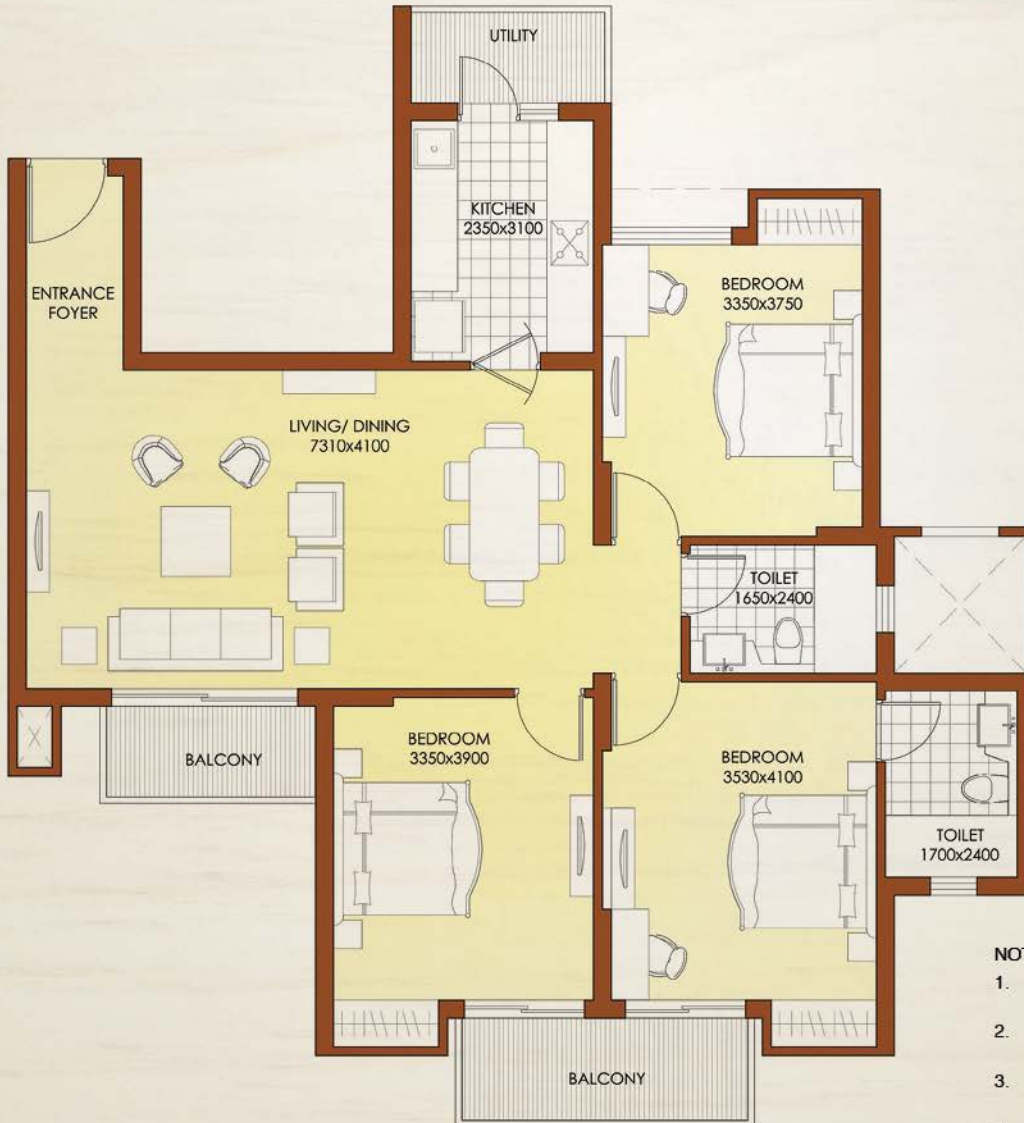 UTILITY
KITCHEN
2350x3100
ENTRANCE
FOYER
BEDROOM
3350x3750
LIVING/ DINING
7310x4100
TOILET
1650x2400
BALCONY
BEDROOM
3350x3900
BEDROOM
3530x4100
TOILET
1700x2400
BALCONY
1.
2.
3.